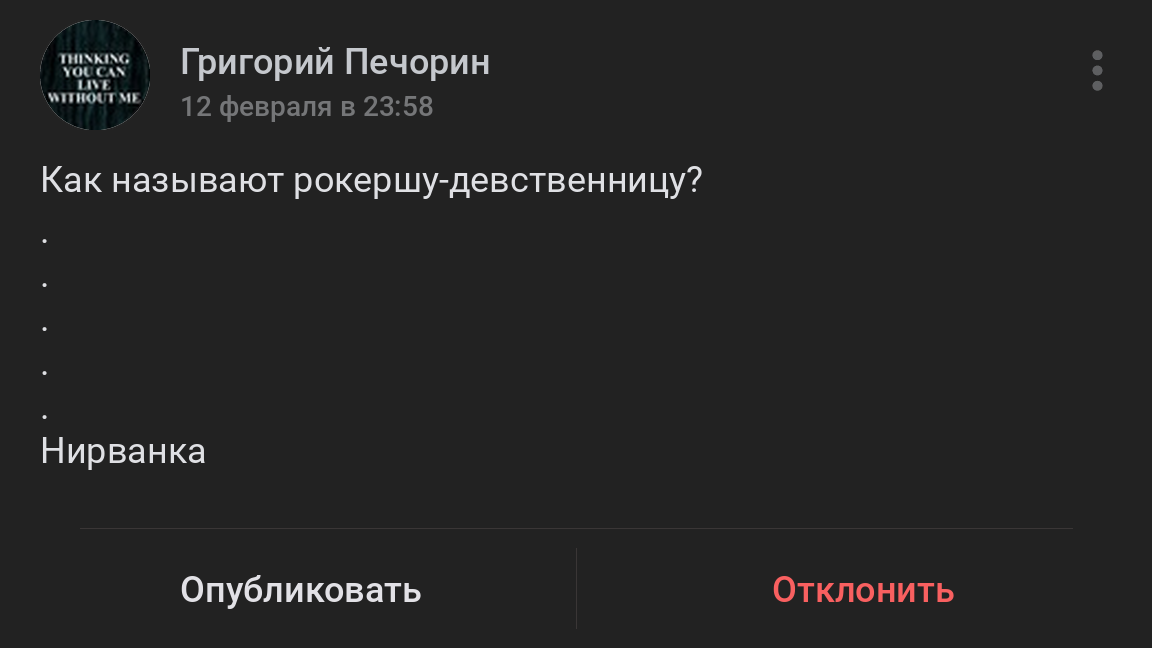 THINKING
YOU CAN
LIVE
WITHOUT ME
Григорий Печорин
12 февраля в 23:58
Как называют рокершу-девственницу?
.
.
.
.
.
Нирванка
Опубликовать
Отклонить